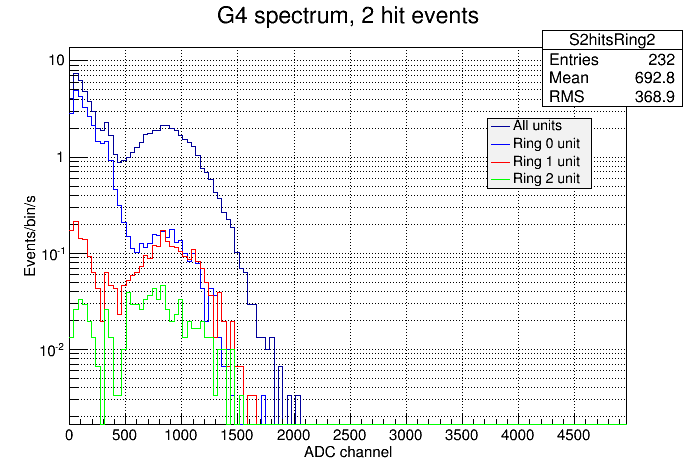 G4 spectrum, 2 hit events
S2hitsRing2
Entries 232
Mean 692.8
RMS 368.9
All units
Ring 0 unit
Ring 1 unit
Ring 2 unit
Events/bin/s
10
1
10^-1
10^-2
0 500 1000 1500 2000 2500 3000 3500 4000 4500
ADC channel